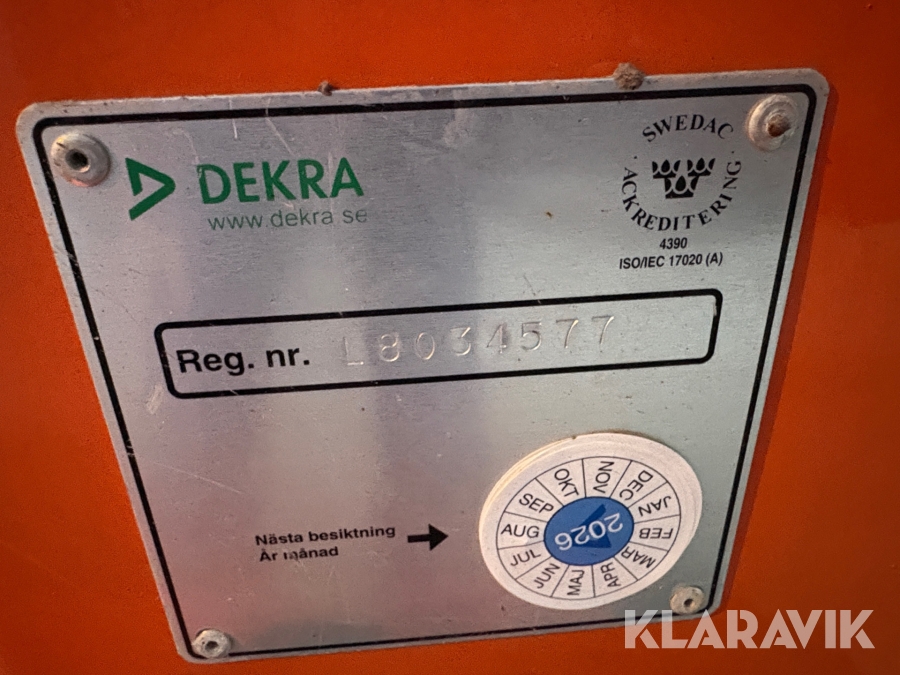 DEKRA
www.dekra.se
SWEDAC
ACKREDITERING
4390
ISO/IEC 17020 (A)
Reg. nr. L8034577
Nästa besiktning
År månad
JAN
FEB
MAR
APR
MAJ
JUN
JUL
AUG
SEP
OKT
NOV
DEC
2026
KLARAVIK